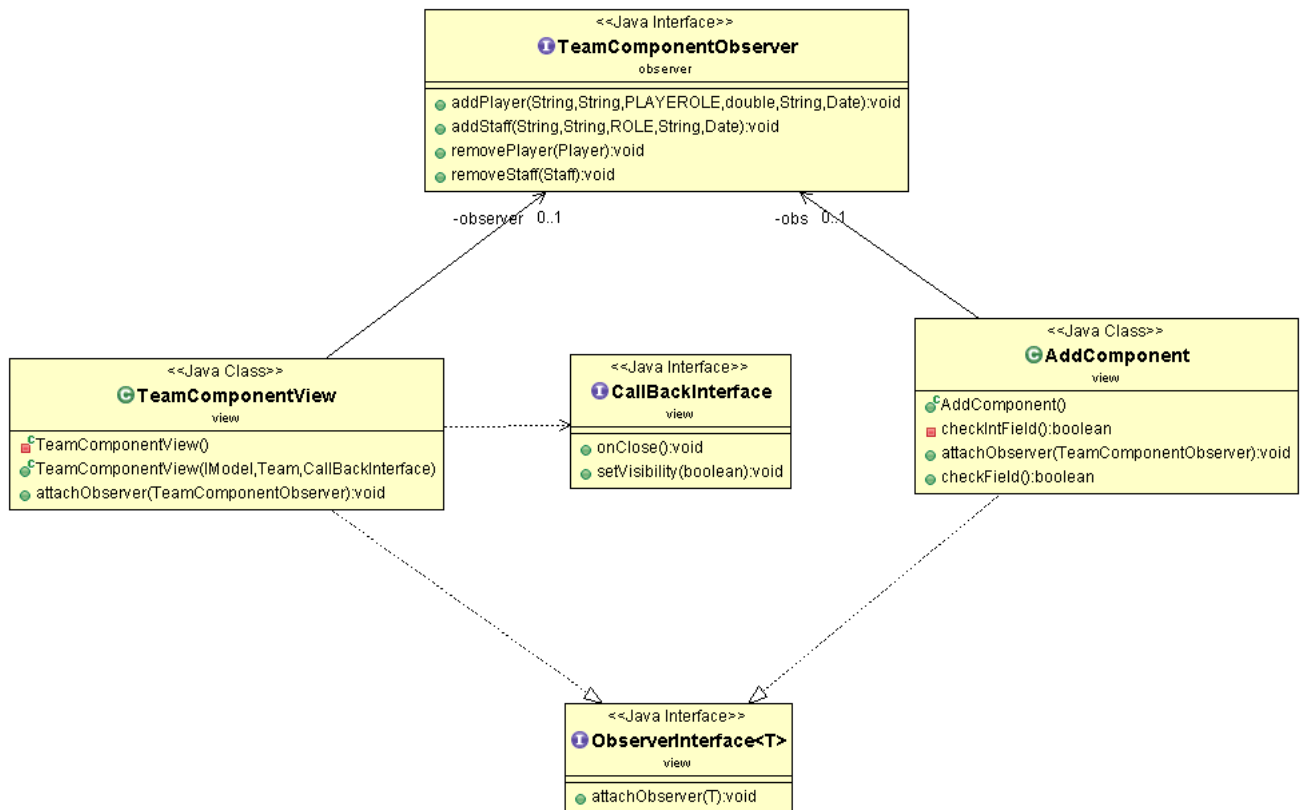 <<Java Interface>>
TeamComponentObserver
observer
addPlayer(String,String,PLAYEROLE,double,String,Date):void
addStaff(String,String,ROLE,String,Date):void
removePlayer(Player):void
removeStaff(Staff):void
-observer 0..1
-obs 0..1
<<Java Class>>
TeamComponentView
view
TeamComponentView()
TeamComponentView(IModel,Team,CallBackInterface)
attachObserver(TeamComponentObserver):void
<<Java Interface>>
CallBackInterface
view
onClose():void
setVisibility(boolean):void
<<Java Class>>
AddComponent
view
AddComponent()
checkIntField():boolean
attachObserver(TeamComponentObserver):void
checkField():boolean
<<Java Interface>>
ObserverInterface<T>
view
attachObserver(T):void